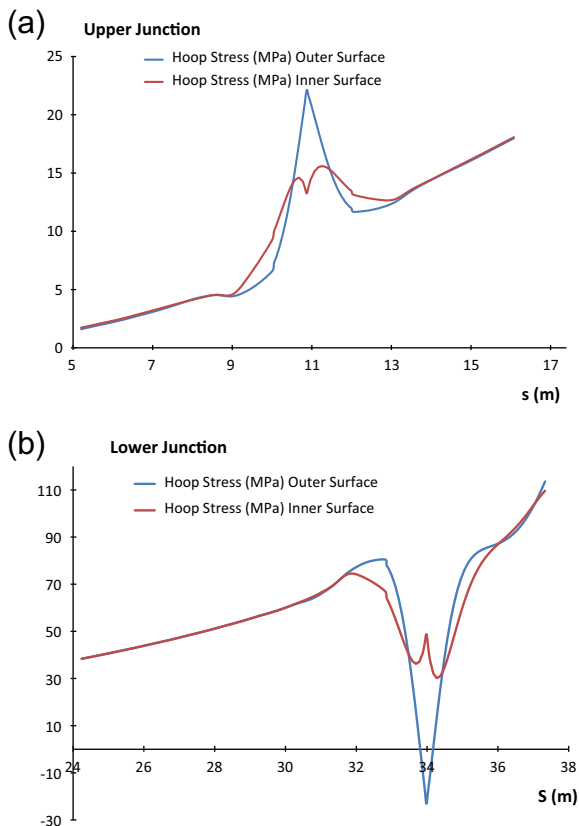 (a)
Upper Junction
Hoop Stress (MPa) Outer Surface
Hoop Stress (MPa) Inner Surface
25
20
15
10
5
0
5 7 9 11 13 15 17
s (m)
(b)
Lower Junction
Hoop Stress (MPa) Outer Surface
Hoop Stress (MPa) Inner Surface
110
90
70
50
30
10
-10
-30
24 26 28 30 32 34 36 38
S (m)